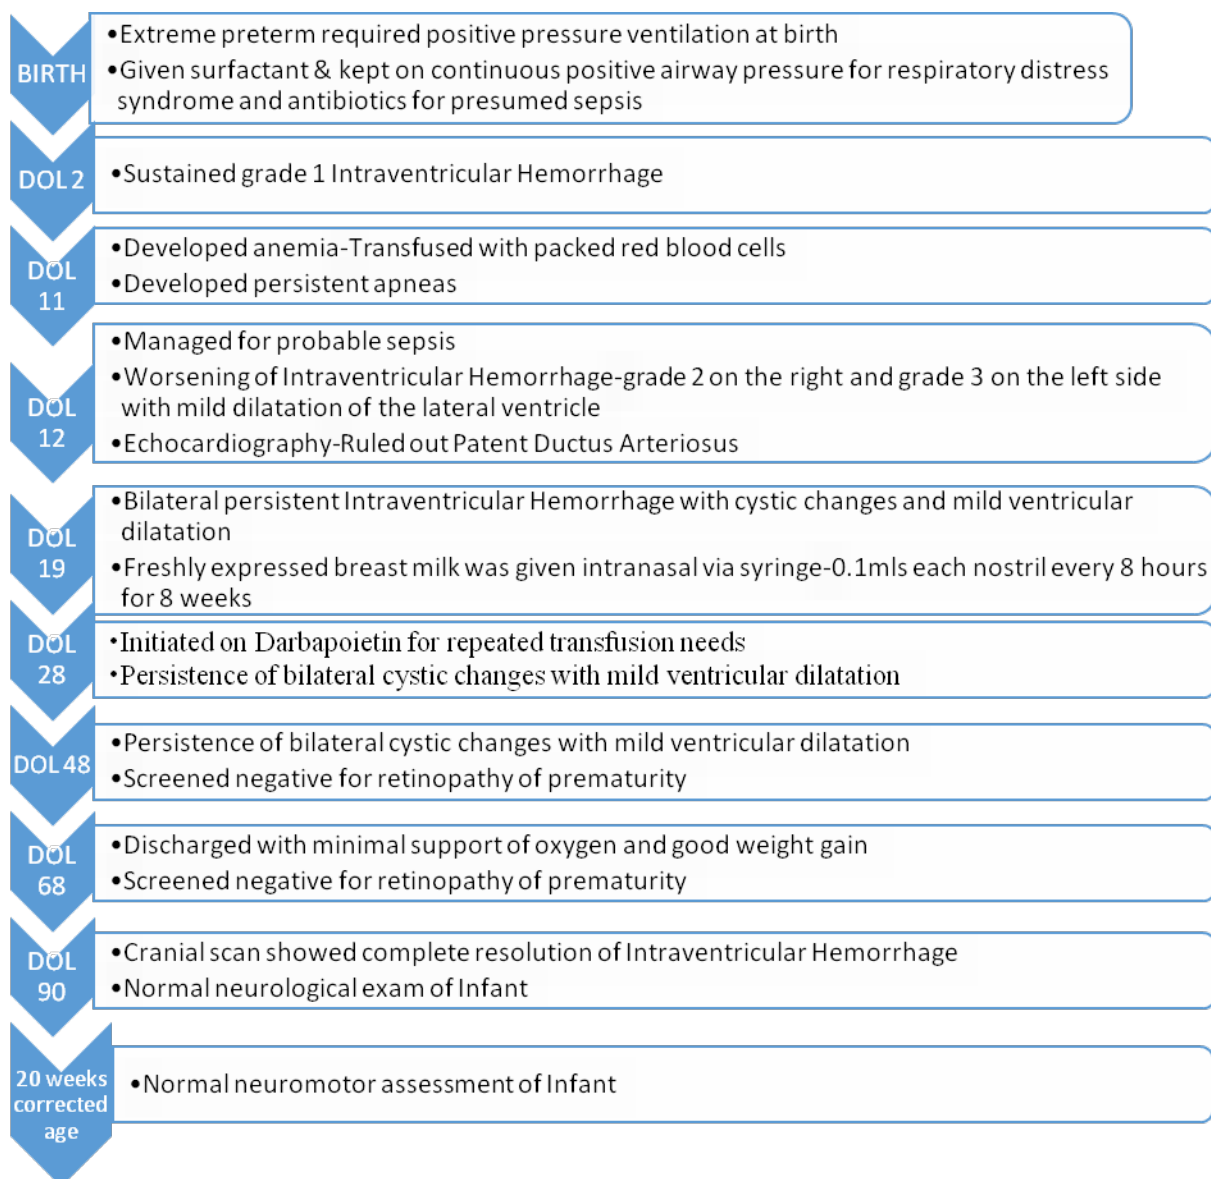 BIRTH
•Extreme preterm required positive pressure ventilation at birth
•Given surfactant & kept on continuous positive airway pressure for respiratory distress
syndrome and antibiotics for presumed sepsis
DOL 2
•Sustained grade 1 Intraventricular Hemorrhage
DOL
11
•Developed anemia-Transfused with packed red blood cells
•Developed persistent apneas
DOL
12
•Managed for probable sepsis
•Worsening of Intraventricular Hemorrhage-grade 2 on the right and grade 3 on the left side
with mild dilatation of the lateral ventricle
•Echocardiography-Ruled out Patent Ductus Arteriosus
DOL
19
•Bilateral persistent Intraventricular Hemorrhage with cystic changes and mild ventricular
dilatation
•Freshly expressed breast milk was given intranasal via syringe-0.1mls each nostril every 8 hours
for 8 weeks
DOL
28
•Initiated on Darbapoietin for repeated transfusion needs
•Persistence of bilateral cystic changes with mild ventricular dilatation
DOL 48
•Persistence of bilateral cystic changes with mild ventricular dilatation
•Screened negative for retinopathy of prematurity
DOL
68
•Discharged with minimal support of oxygen and good weight gain
•Screened negative for retinopathy of prematurity
DOL
90
•Cranial scan showed complete resolution of Intraventricular Hemorrhage
•Normal neurological exam of Infant
20 weeks
corrected
age
•Normal neuromotor assessment of Infant